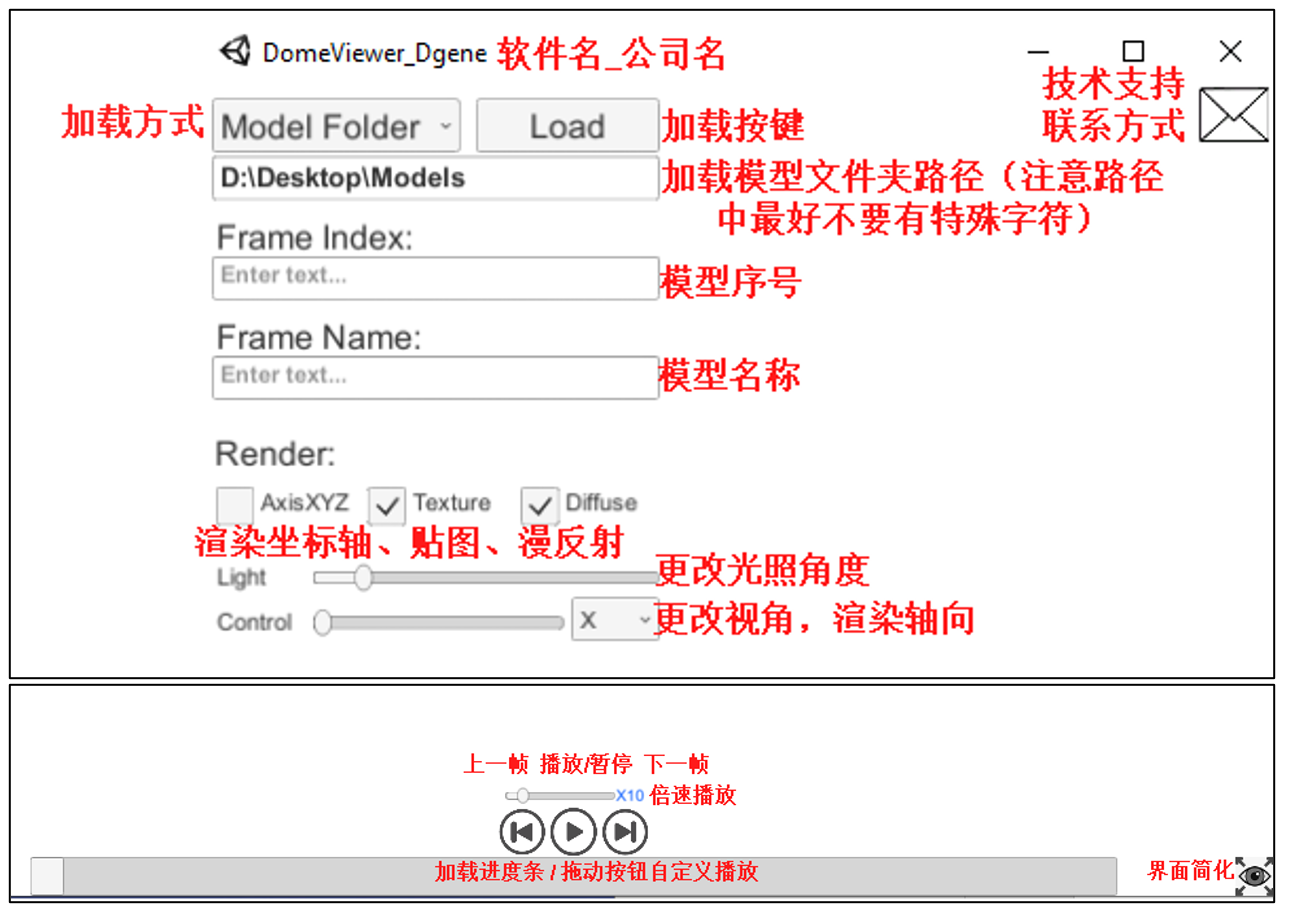 DomeViewer_Dgene 软件名_公司名
技术支持
联系方式
加载方式 Model Folder Load 加载按键
D:\Desktop\Models 加载模型文件夹路径（注意路径
中最好不要有特殊字符）
Frame Index:
Enter text... 模型序号
Frame Name:
Enter text... 模型名称
Render:
AxisXYZ Texture Diffuse
渲染坐标轴、贴图、漫反射
Light 更改光照角度
Control X 更改视角，渲染轴向
上一帧 播放/暂停 下一帧
X10 倍速播放
加载进度条 / 拖动按钮自定义播放 界面简化